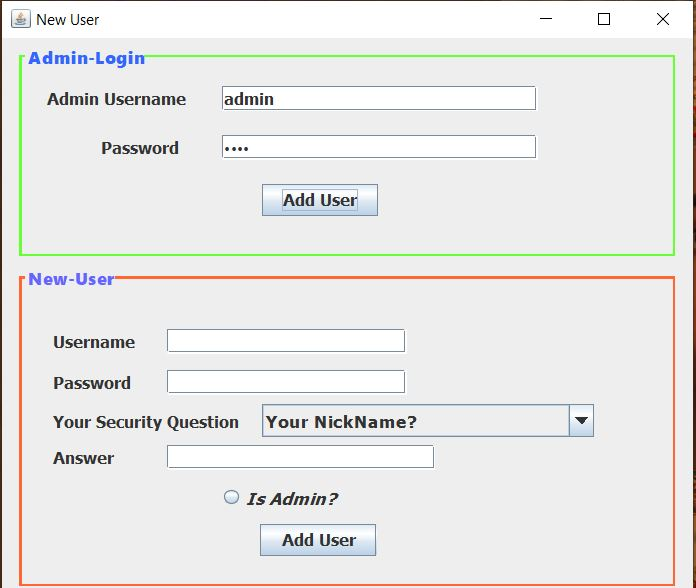 New User
Admin-Login
Admin Username admin
Password ••••
Add User
New-User
Username
Password
Your Security Question Your NickName?
Answer
Is Admin?
Add User